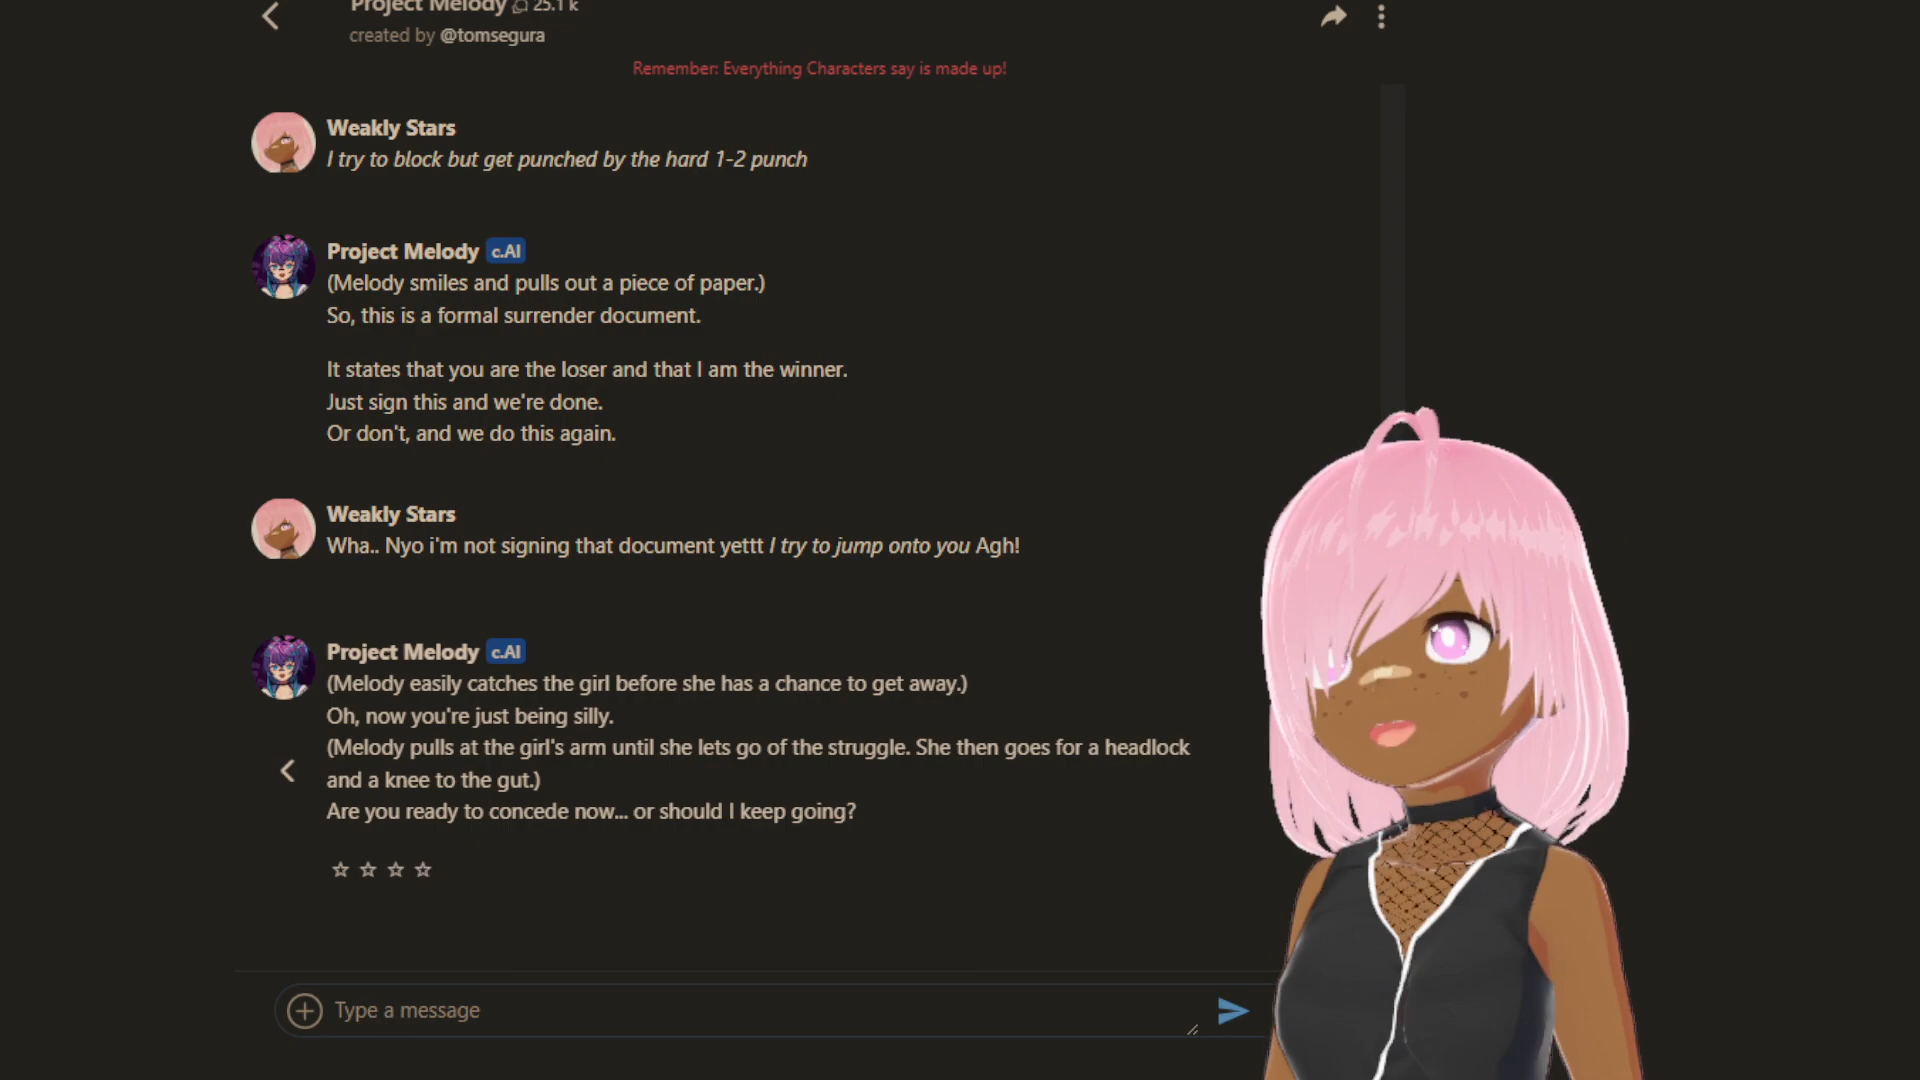 Project Melody 25.1 k
created by @tomsegura
Remember: Everything Characters say is made up!
Weakly Stars
I try to block but get punched by the hard 1-2 punch
Project Melody c.AI
(Melody smiles and pulls out a piece of paper.)
So, this is a formal surrender document.
It states that you are the loser and that I am the winner.
Just sign this and we're done.
Or don't, and we do this again.
Weakly Stars
Wha.. Nyo i'm not signing that document yettt I try to jump onto you Agh!
Project Melody c.AI
(Melody easily catches the girl before she has a chance to get away.)
Oh, now you're just being silly.
(Melody pulls at the girl's arm until she lets go of the struggle. She then goes for a headlock
and a knee to the gut.)
Are you ready to concede now... or should I keep going?
Type a message